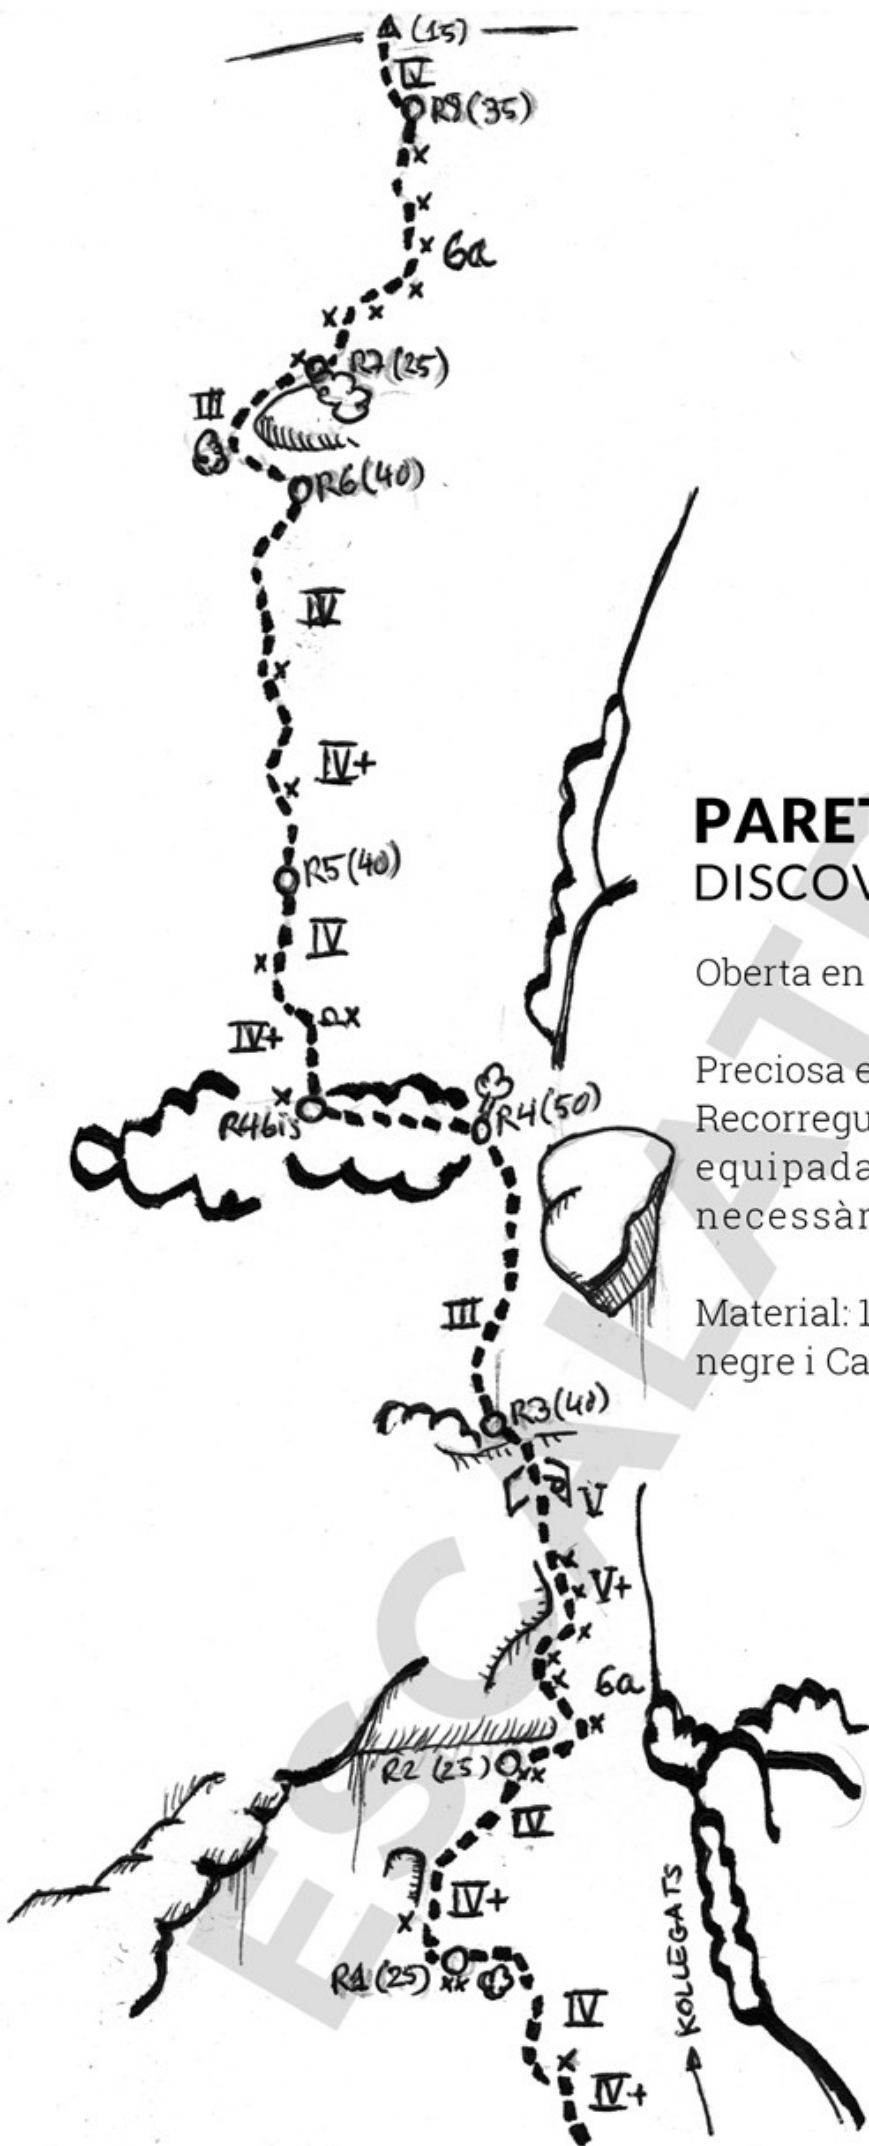 (15)
IV
R8(35)
6a
R7(25)
III
R6(40)
IV
IV+
R5(40)
IV
IV+
R4bis
R4(50)
III
R3(40)
V
V+
6a
R2(25)
IV
IV+
R1(25)
IV
IV+
KOLLEGATS
PARET
DISCOV
Oberta en
Preciosa e
Recorregu
equipada
necessàr
Material: 1
negre i Ca
ESCALAT